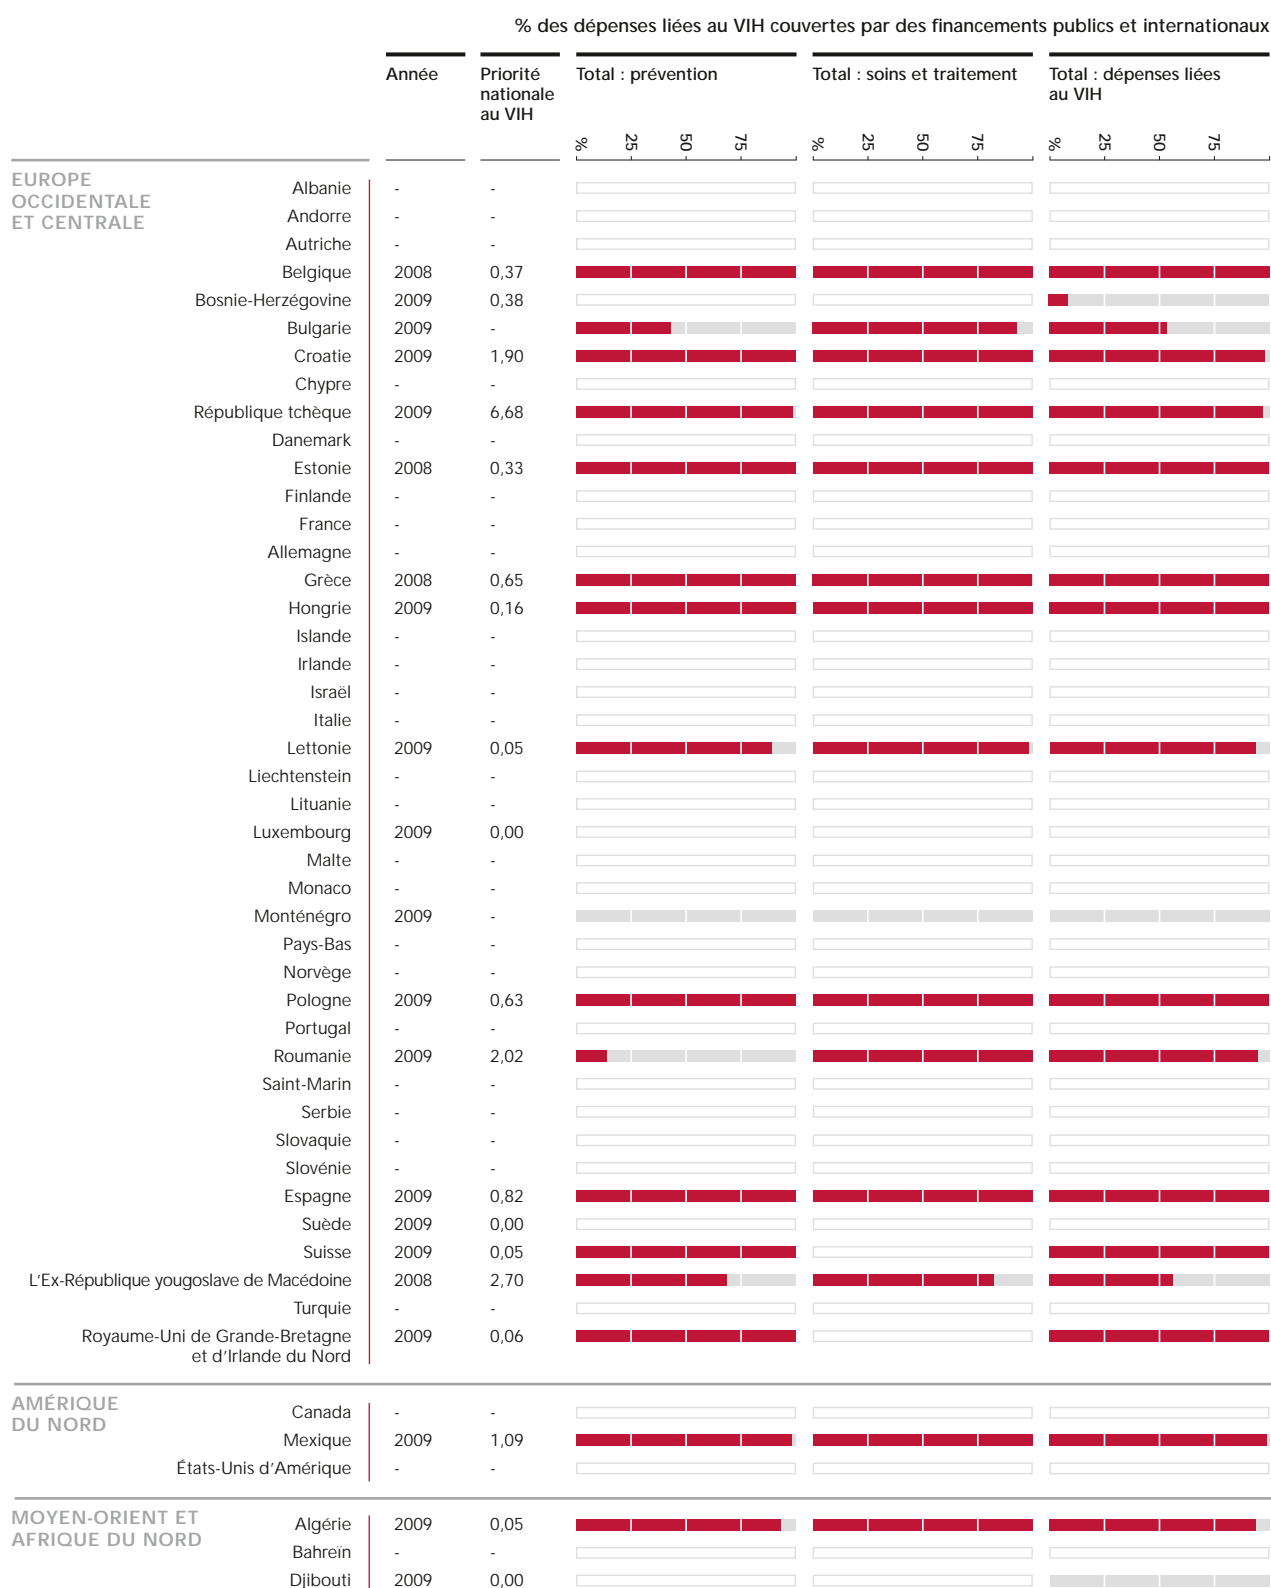 % des dépenses liées au VIH couvertes par des financements publics et internationaux
Année Priorité Total : prévention Total : soins et traitement Total : dépenses liées
nationale au VIH
au VIH
% 25 50 75 % 25 50 75 % 25 50 75
EUROPE
OCCIDENTALE
ET CENTRALE
Albanie - -
Andorre - -
Autriche - -
Belgique 2008 0,37
Bosnie-Herzégovine 2009 0,38
Bulgarie 2009 -
Croatie 2009 1,90
Chypre - -
République tchèque 2009 6,68
Danemark - -
Estonie 2008 0,33
Finlande - -
France - -
Allemagne - -
Grèce 2008 0,65
Hongrie 2009 0,16
Islande - -
Irlande - -
Israël - -
Italie - -
Lettonie 2009 0,05
Liechtenstein - -
Lituanie - -
Luxembourg 2009 0,00
Malte - -
Monaco - -
Monténégro 2009 -
Pays-Bas - -
Norvège - -
Pologne 2009 0,63
Portugal - -
Roumanie 2009 2,02
Saint-Marin - -
Serbie - -
Slovaquie - -
Slovénie - -
Espagne 2009 0,82
Suède 2009 0,00
Suisse 2009 0,05
L'Ex-République yougoslave de Macédoine 2008 2,70
Turquie - -
Royaume-Uni de Grande-Bretagne 2009 0,06
et d'Irlande du Nord
AMÉRIQUE
DU NORD
Canada - -
Mexique 2009 1,09
États-Unis d'Amérique - -
MOYEN-ORIENT ET
AFRIQUE DU NORD
Algérie 2009 0,05
Bahreïn - -
Djibouti 2009 0,00